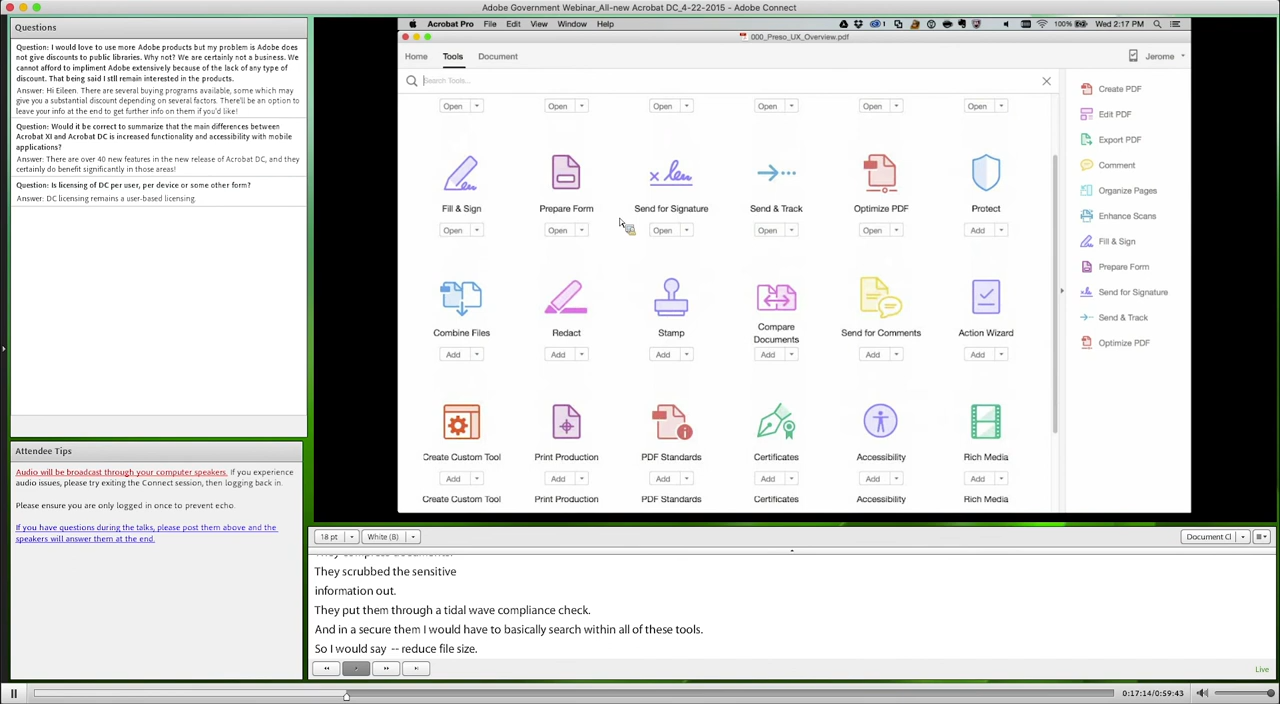 Adobe Government Webinar_All-new Acrobat DC_4-22-2015 - Adobe Connect
Questions
Question: I would love to use more Adobe products but my problem is Adobe does
not give discounts to public libraries. Why not? We are certainly not a business. We
cannot afford to impliment Adobe extensively because of the lack of any type of
discount. That being said I stll remain interested in the products.
Answer: Hi Eileen. There are several buying programs available, some which may
give you a substantial discount depending on several factors. There'll be an option to
leave your info at the end to get further info on them if you'd like!
Question: Would it be correct to summarize that the main differences between
Acrobat XI and Acrobat DC is increased functionality and accessibility with mobile
applications?
Answer: There are over 40 new features in the new release of Acrobat DC, and they
certainly do benefit significantly in those areas!
Question: Is licensing of DC per user, per device or some other form?
Answer: DC licensing remains a user-based licensing.
Attendee Tips
Audio will be broadcast through your computer speakers. If you experience
audio issues, please try exiting the Connect session, then logging back in.
Please ensure you are only logged in once to prevent echo.
If you have questions during the talks, please post them above and the
speakers will answer them at the end.
Acrobat Pro File Edit View Window Help 1 100% Wed 2:17 PM
000_Preso_UX_Overview.pdf
Home Tools Document Jerome
Search Tools...
Open Open Open Open Open Open
Fill & Sign Prepare Form Send for Signature Send & Track Optimize PDF Protect
Open Open Open Open Open Add
Combine Files Redact Stamp Compare Documents Send for Comments Action Wizard
Add Add Add Add Add Add
Create Custom Tool Print Production PDF Standards Certificates Accessibility Rich Media
Add Add Add Add Add Add
Create Custom Tool Print Production PDF Standards Certificates Accessibility Rich Media
Create PDF
Edit PDF
Export PDF
Comment
Organize Pages
Enhance Scans
Fill & Sign
Prepare Form
Send for Signature
Send & Track
Optimize PDF
18 pt White (B) Document Cl
They compress documents.
They scrubbed the sensitive
information out.
They put them through a tidal wave compliance check.
And in a secure them I would have to basically search within all of these tools.
So I would say -- reduce file size.
Live
0:17:14/0:59:43